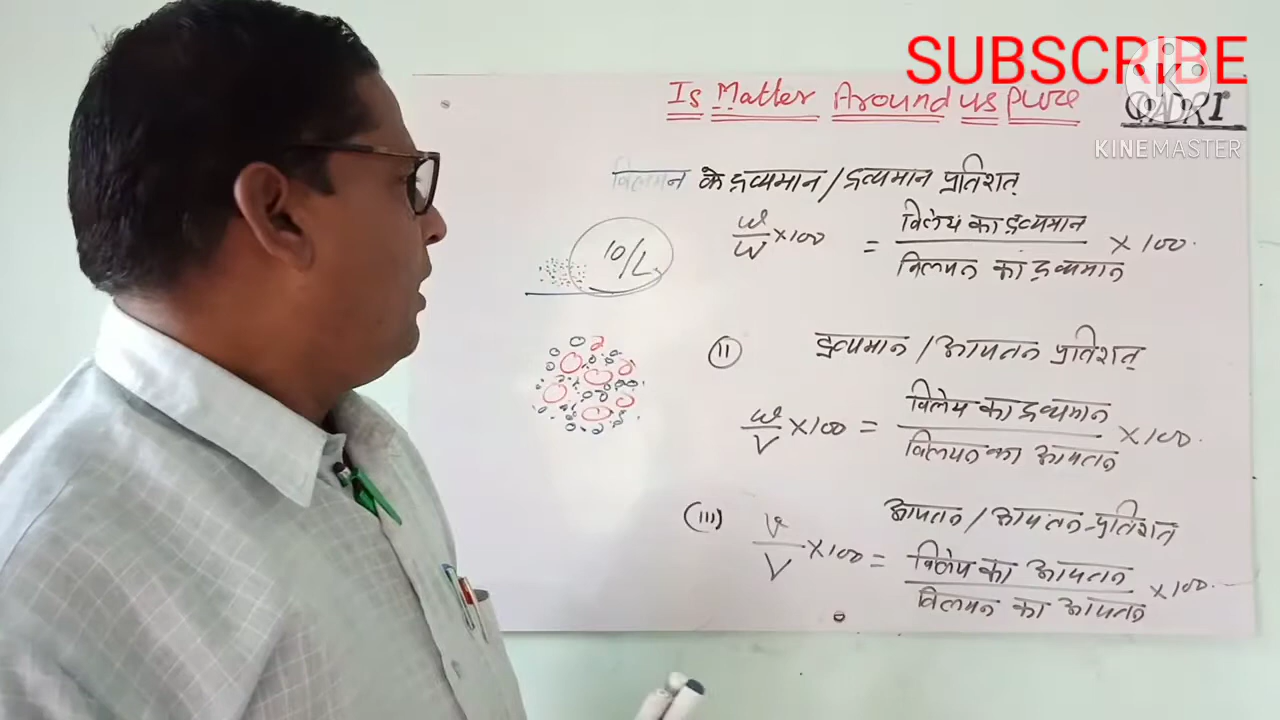 SUBSCRIBE
Is Matter Around us pure
QADRI
KINEMASTER
विलयन के द्रव्यमान / द्रव्यमान प्रतिशत्
w/W × 100 = विलेय का द्रव्यमान / विलयन का द्रव्यमान × 100
10/L
(II) द्रव्यमान / आयतन प्रतिशत्
w/V × 100 = विलेय का द्रव्यमान / विलयन का आयतन × 100
(III) आयतन / आयतन प्रतिशत
v/V × 100 = विलेय का आयतन / विलयन का आयतन × 100